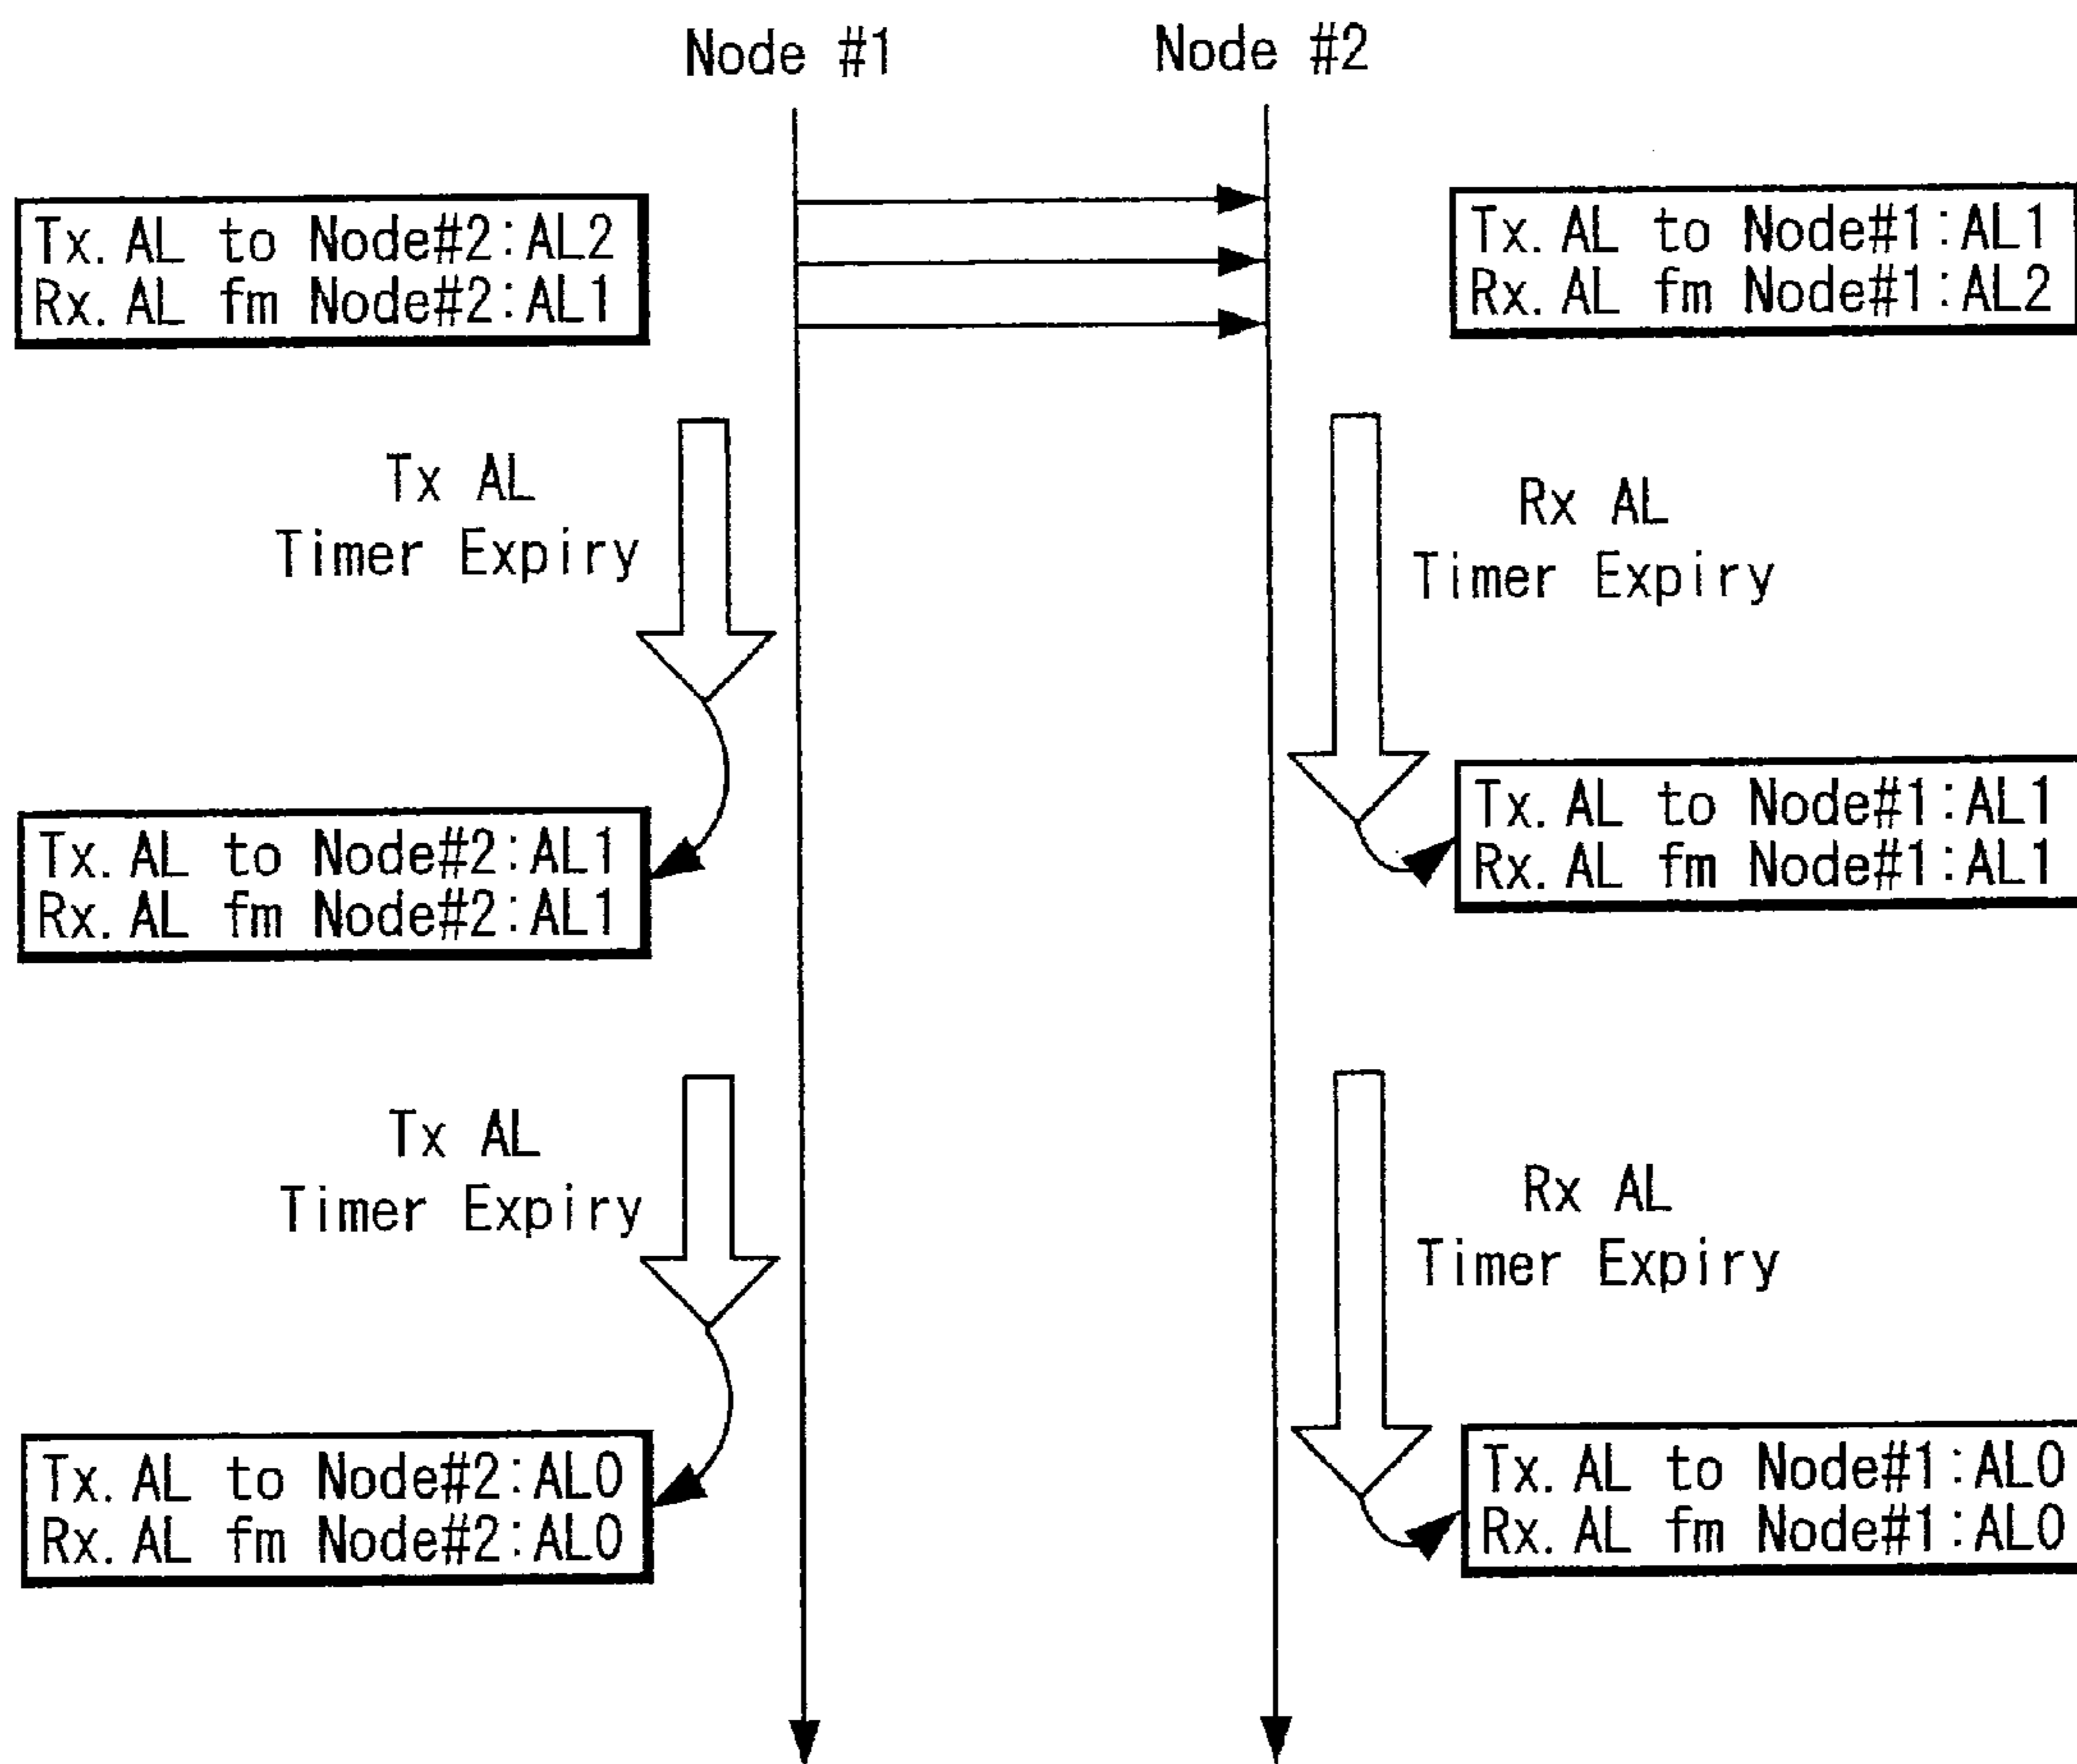 Node #1
Node #2
Tx. AL to Node#2:AL2
Rx. AL fm Node#2:AL1
Tx. AL to Node#1:AL1
Rx. AL fm Node#1:AL2
Tx AL
Timer Expiry
Rx AL
Timer Expiry
Tx. AL to Node#2:AL1
Rx. AL fm Node#2:AL1
Tx. AL to Node#1:AL1
Rx. AL fm Node#1:AL1
Tx AL
Timer Expiry
Rx AL
Timer Expiry
Tx. AL to Node#2:AL0
Rx. AL fm Node#2:AL0
Tx. AL to Node#1:AL0
Rx. AL fm Node#1:AL0